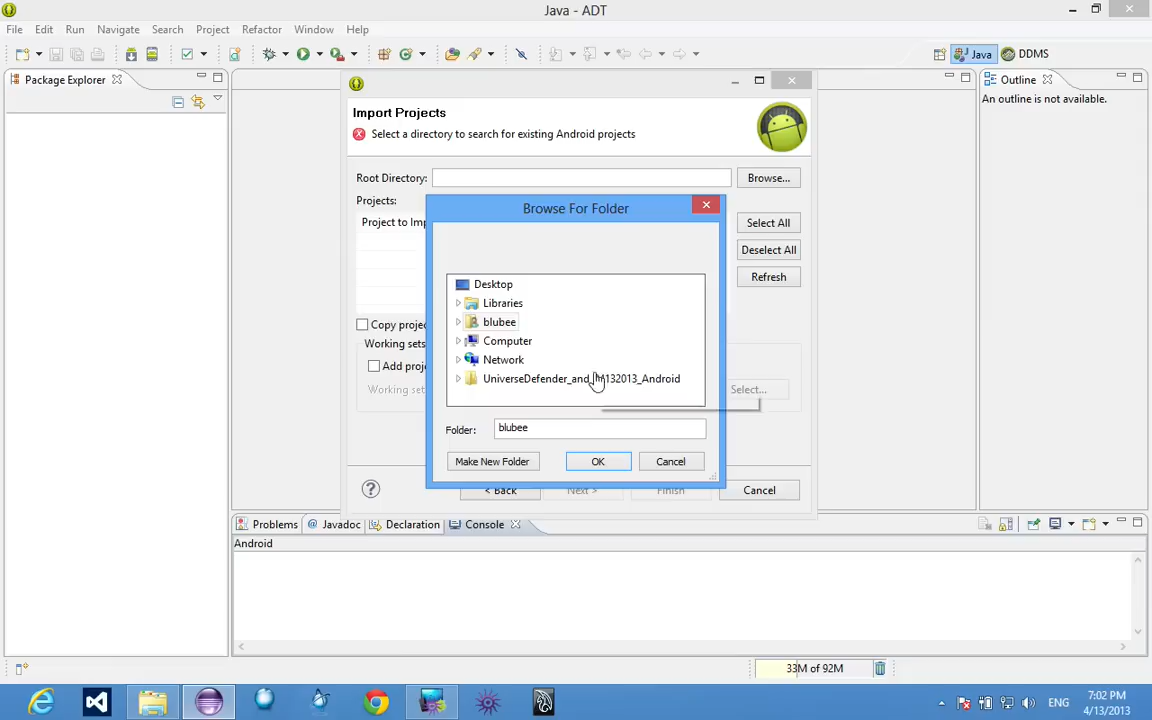 Java - ADT
File Edit Run Navigate Search Project Refactor Window Help
Java DDMS
Package Explorer
Outline
An outline is not available.
Import Projects
Select a directory to search for existing Android projects
Root Directory: Browse...
Projects:
Project to Imp
Select All
Deselect All
Refresh
Copy projec
Working sets
Add proje
Working set
Select...
< Back Next > Finish Cancel
Browse For Folder
Desktop
Libraries
blubee
Computer
Network
UniverseDefender_and 132013_Android
Folder: blubee
Make New Folder OK Cancel
Problems @ Javadoc Declaration Console
Android
33M of 92M
ENG
7:02 PM
4/13/2013